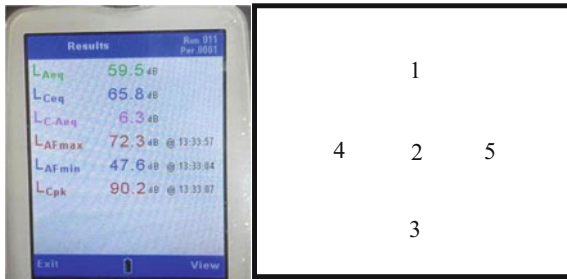 Results Run 011
Per 0001
LAeq 59.5 dB
LCeq 65.8 dB
LC-Aeq 6.3 dB
LAFmax 72.3 dB @ 13:33:57
LAFmin 47.6 dB @ 13:33:04
LCpk 90.2 dB @ 13:33:07
Exit View
1
4 2 5
3